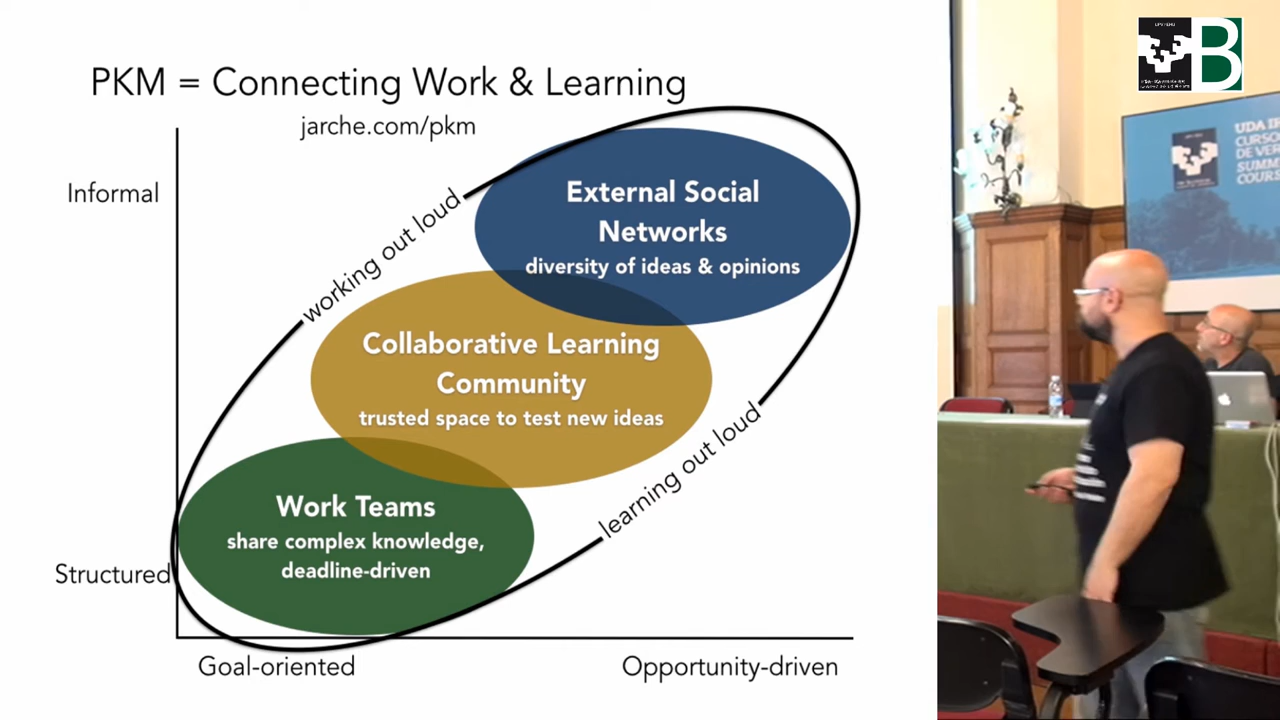 PKM = Connecting Work & Learning
jarche.com/pkm
Informal
Structured
working out loud
External Social
Networks
diversity of ideas & opinions
Collaborative Learning
Community
trusted space to test new ideas
learning out loud
Work Teams
share complex knowledge,
deadline-driven
Goal-oriented
Opportunity-driven
B
UDA
CURSO
DE VER
SUMM
COURS